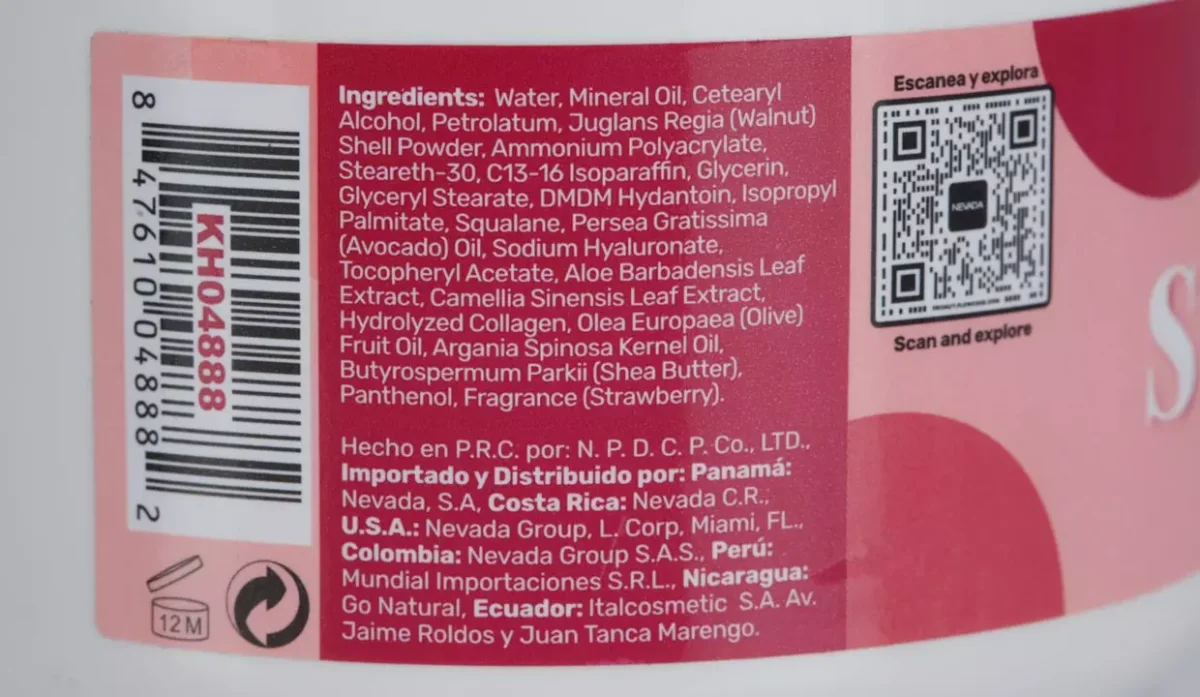 8 476100 48882
KH04888
12 M
Ingredients: Water, Mineral Oil, Cetearyl
Alcohol, Petrolatum, Juglans Regia (Walnut)
Shell Powder, Ammonium Polyacrylate,
Steareth-30, C13-16 Isoparaffin, Glycerin,
Glyceryl Stearate, DMDM Hydantoin, Isopropyl
Palmitate, Squalane, Persea Gratissima
(Avocado) Oil, Sodium Hyaluronate,
Tocopheryl Acetate, Aloe Barbadensis Leaf
Extract, Camellia Sinensis Leaf Extract,
Hydrolyzed Collagen, Olea Europaea (Olive)
Fruit Oil, Argania Spinosa Kernel Oil,
Butyrospermum Parkii (Shea Butter),
Panthenol, Fragrance (Strawberry).
Hecho en P.R.C. por: N. P. D. C. P. Co., LTD.,
Importado y Distribuido por: Panamá:
Nevada, S.A, Costa Rica: Nevada C.R.,
U.S.A.: Nevada Group, L. Corp, Miami, FL.,
Colombia: Nevada Group S.A.S., Perú:
Mundial Importaciones S.R.L., Nicaragua:
Go Natural, Ecuador: Italcosmetic S.A. Av.
Jaime Roldos y Juan Tanca Marengo.
Escanea y explora
NEVADA
Scan and explore
S